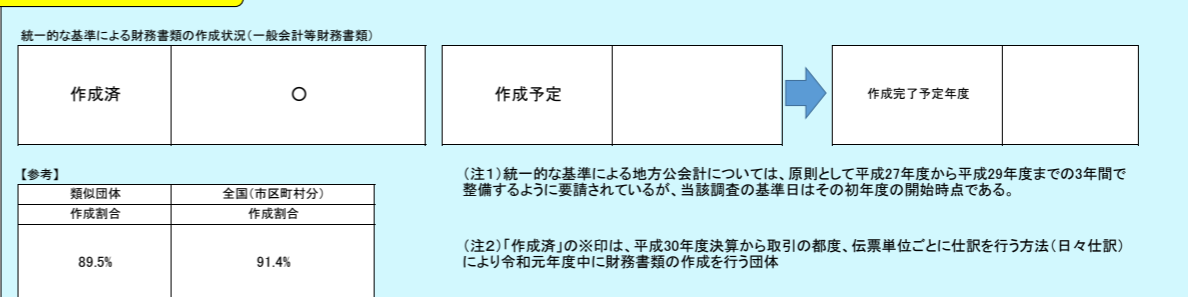 統一的な基準による財務書類の作成状況(一般会計等財務書類)
作成済
○
作成予定
作成完了予定年度
【参考】
類似団体
全国(市区町村分)
作成割合
作成割合
89.5%
91.4%
(注1)統一的な基準による地方公会計については、原則として平成27年度から平成29年度までの3年間で
整備するように要請されているが、当該調査の基準日はその初年度の開始時点である。
(注2)「作成済」の※印は、平成30年度決算から取引の都度、伝票単位ごとに仕訳を行う方法(日々仕訳)
により令和元年度中に財務書類の作成を行う団体